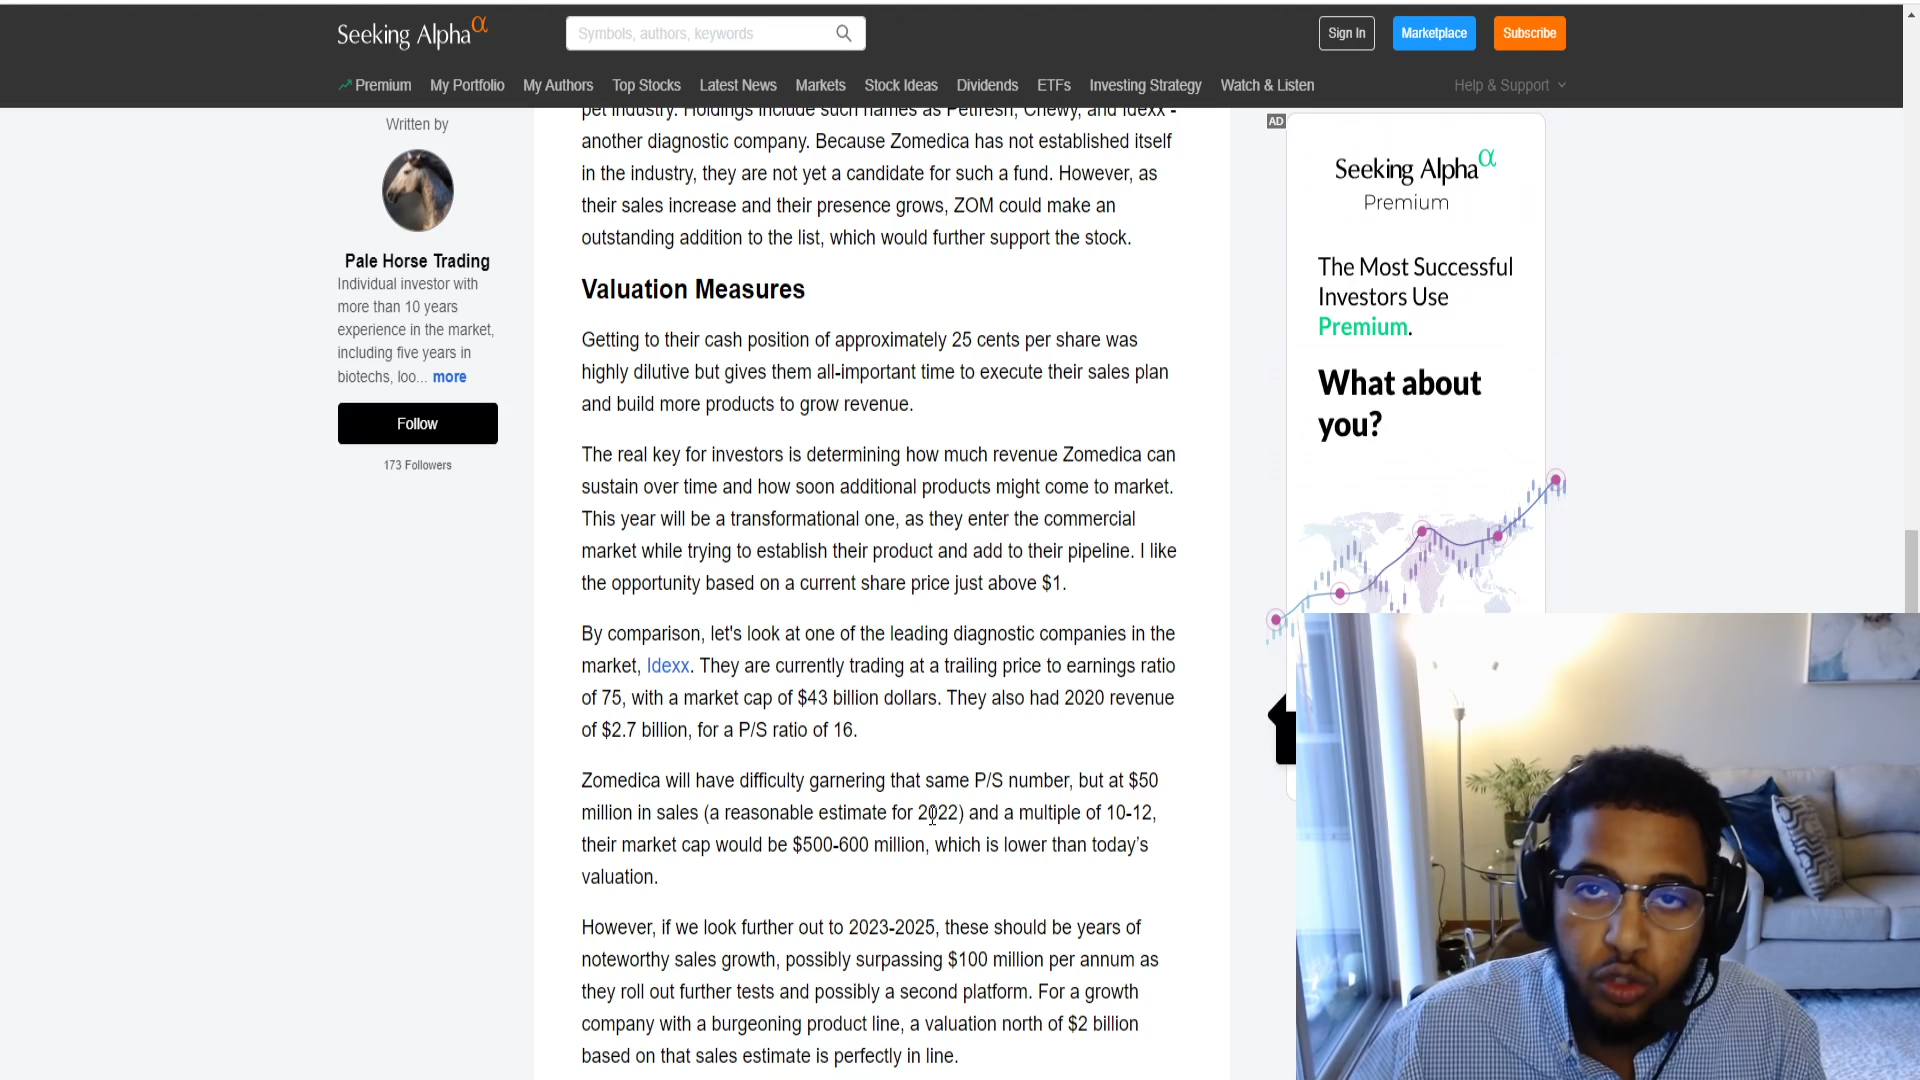 Seeking Alpha α
Symbols, authors, keywords
Sign In
Marketplace
Subscribe
Premium
My Portfolio
My Authors
Top Stocks
Latest News
Markets
Stock Ideas
Dividends
ETFs
Investing Strategy
Watch & Listen
Help & Support
Written by
Pale Horse Trading
Individual investor with
more than 10 years
experience in the market,
including five years in
biotechs, loo... more
Follow
173 Followers
pet industry. Holdings include such names as Petfresh, Chewy, and Idexx -
another diagnostic company. Because Zomedica has not established itself
in the industry, they are not yet a candidate for such a fund. However, as
their sales increase and their presence grows, ZOM could make an
outstanding addition to the list, which would further support the stock.
Valuation Measures
Getting to their cash position of approximately 25 cents per share was
highly dilutive but gives them all-important time to execute their sales plan
and build more products to grow revenue.
The real key for investors is determining how much revenue Zomedica can
sustain over time and how soon additional products might come to market.
This year will be a transformational one, as they enter the commercial
market while trying to establish their product and add to their pipeline. I like
the opportunity based on a current share price just above $1.
By comparison, let's look at one of the leading diagnostic companies in the
market, Idexx. They are currently trading at a trailing price to earnings ratio
of 75, with a market cap of $43 billion dollars. They also had 2020 revenue
of $2.7 billion, for a P/S ratio of 16.
Zomedica will have difficulty garnering that same P/S number, but at $50
million in sales (a reasonable estimate for 2022) and a multiple of 10-12,
their market cap would be $500-600 million, which is lower than today's
valuation.
However, if we look further out to 2023-2025, these should be years of
noteworthy sales growth, possibly surpassing $100 million per annum as
they roll out further tests and possibly a second platform. For a growth
company with a burgeoning product line, a valuation north of $2 billion
based on that sales estimate is perfectly in line.
AD
Seeking Alpha α
Premium
The Most Successful
Investors Use
Premium.
What about
you?